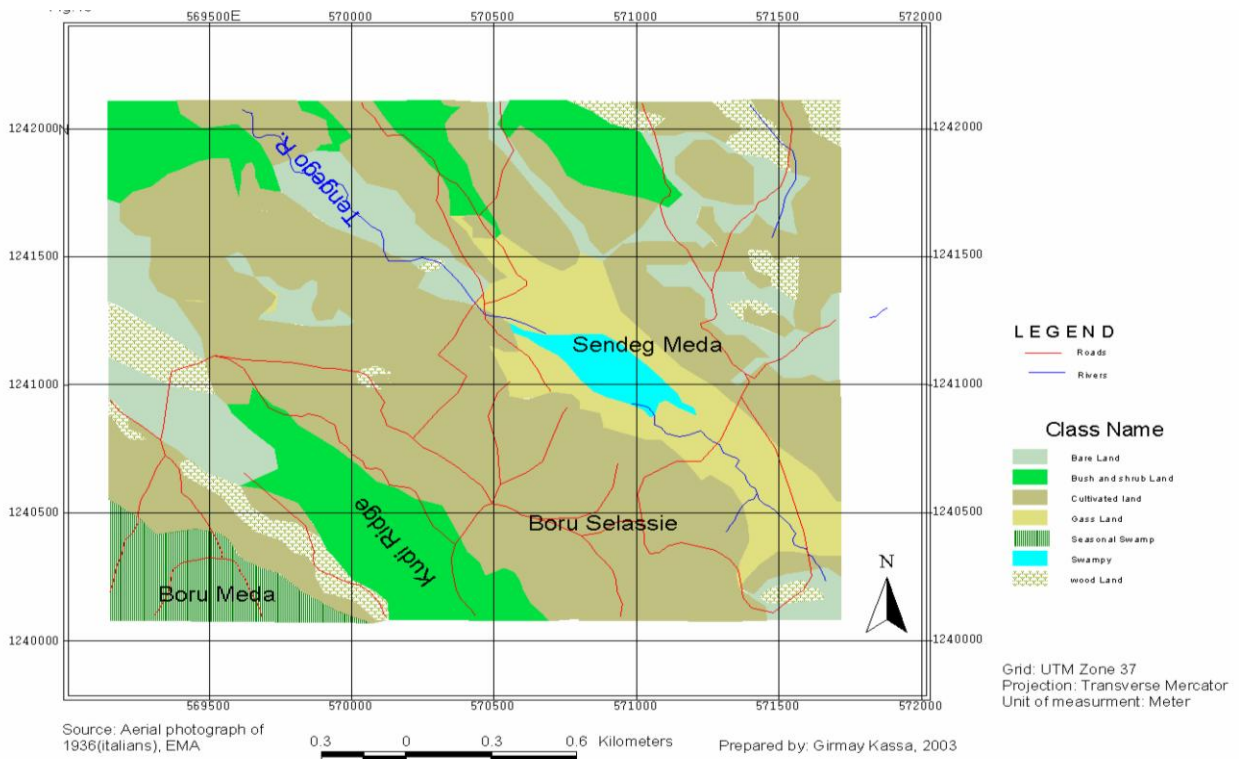 569500E 570000 570500 571000 571500 572000
1242000N 1242000
Tengego R.
1241500 1241500
Sendeg Meda
1241000 1241000
Kudi Ridge
Boru Selassie
1240500 1240500
Boru Meda
1240000 1240000
569500 570000 570500 571000 571500 572000
N
LEGEND
Roads
Rivers
Class Name
Bare Land
Bush and shrub Land
Cultivated land
Gass Land
Seasonal Swamp
Swampy
wood Land
Grid: UTM Zone 37
Projection: Transverse Mercator
Unit of measurment: Meter
Source: Aerial photograph of
1936(italians), EMA
0.3 0 0.3 0.6 Kilometers
Prepared by: Girmay Kassa, 2003